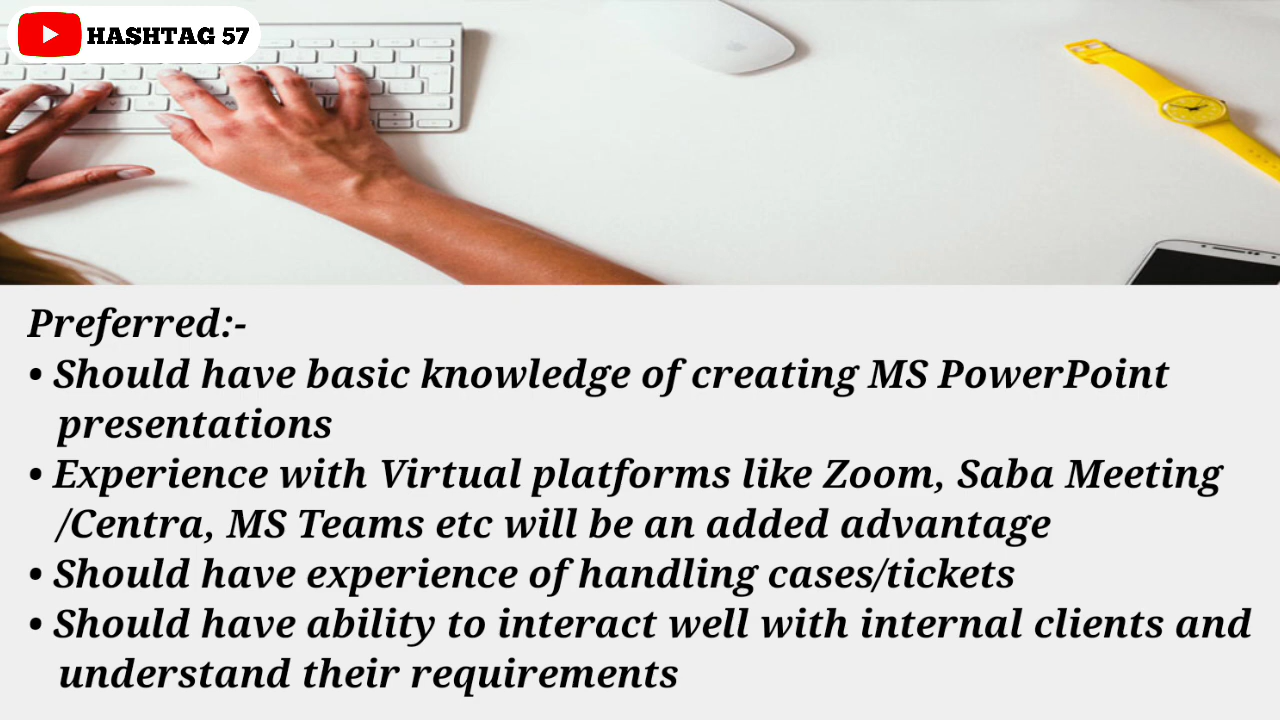 HASHTAG 57
Preferred:-
• Should have basic knowledge of creating MS PowerPoint
presentations
• Experience with Virtual platforms like Zoom, Saba Meeting
/Centra, MS Teams etc will be an added advantage
• Should have experience of handling cases/tickets
• Should have ability to interact well with internal clients and
understand their requirements